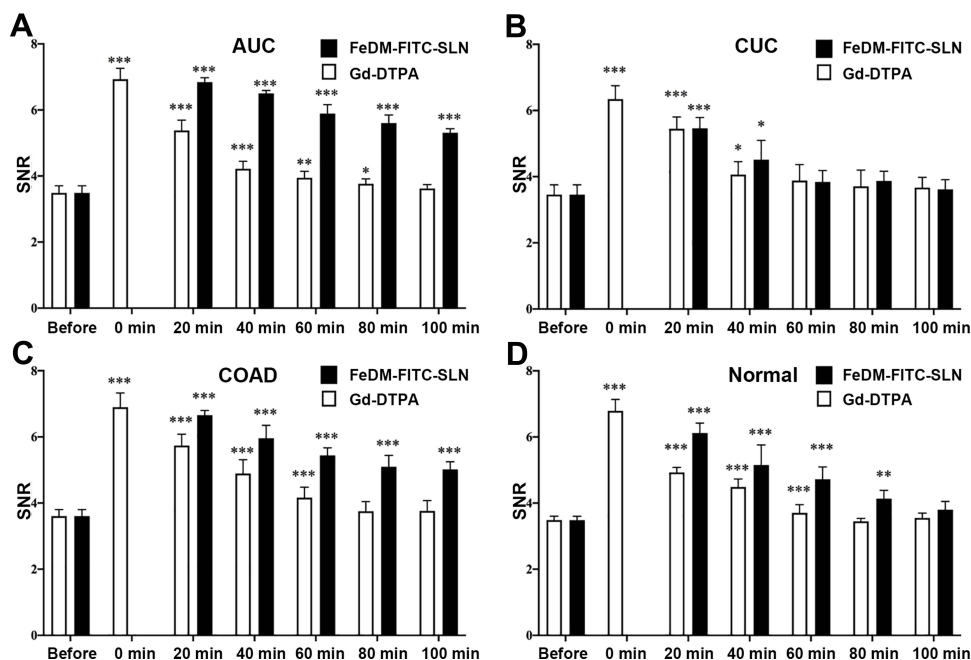 A
AUC
FeDM-FITC-SLN
Gd-DTPA
SNR
8
6
4
2
0
***
*** ***
*** ***
** ***
* ***
***
Before 0 min 20 min 40 min 60 min 80 min 100 min
B
CUC
FeDM-FITC-SLN
Gd-DTPA
SNR
8
6
4
2
0
***
*** ***
* *
Before 0 min 20 min 40 min 60 min 80 min 100 min
C
COAD
FeDM-FITC-SLN
Gd-DTPA
SNR
8
6
4
2
0
***
*** ***
*** ***
*** ***
***
***
Before 0 min 20 min 40 min 60 min 80 min 100 min
D
Normal
FeDM-FITC-SLN
Gd-DTPA
SNR
8
6
4
2
0
***
*** ***
*** ***
*** ***
**
Before 0 min 20 min 40 min 60 min 80 min 100 min